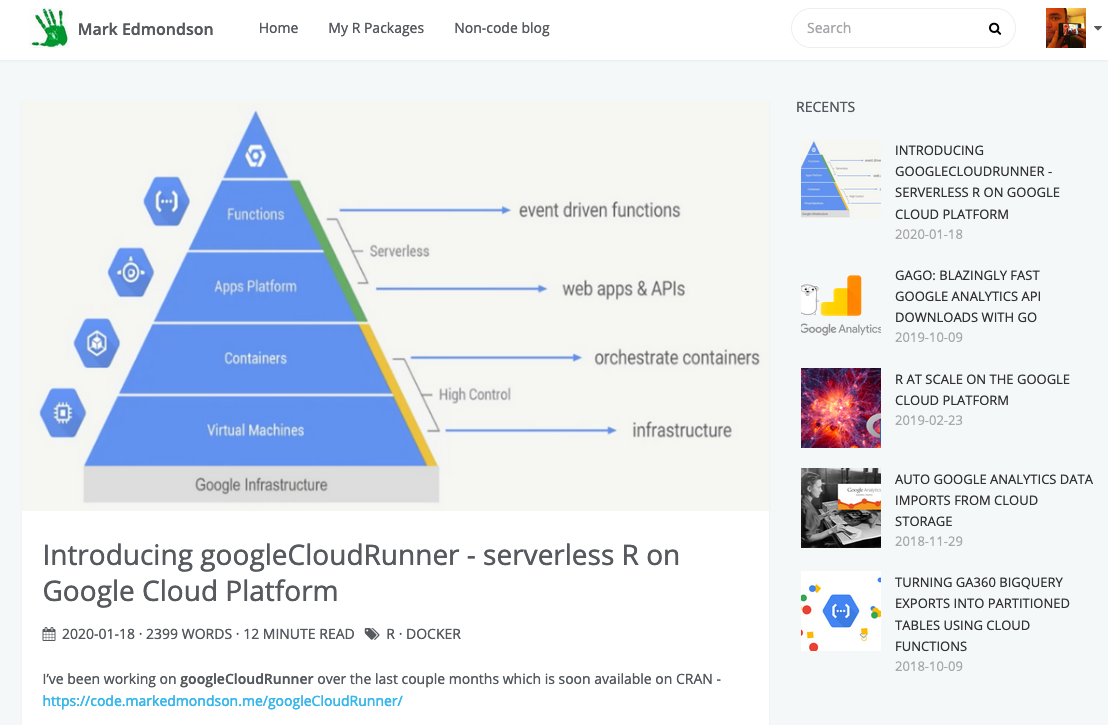 Mark Edmondson
Home
My R Packages
Non-code blog
Search
Functions
Apps Platform
Containers
Virtual Machines
Google Infrastructure
Serverless
High Control
event driven functions
web apps & APIs
orchestrate containers
infrastructure
Introducing googleCloudRunner - serverless R on
Google Cloud Platform
2020-01-18 · 2399 WORDS · 12 MINUTE READ
R · DOCKER
I've been working on googleCloudRunner over the last couple months which is soon available on CRAN -
https://code.markedmondson.me/googleCloudRunner/
RECENTS
INTRODUCING
GOOGLECLOUDRUNNER -
SERVERLESS R ON GOOGLE
CLOUD PLATFORM
2020-01-18
Google Analytics
GAGO: BLAZINGLY FAST
GOOGLE ANALYTICS API
DOWNLOADS WITH GO
2019-10-09
R AT SCALE ON THE GOOGLE
CLOUD PLATFORM
2019-02-23
AUTO GOOGLE ANALYTICS DATA
IMPORTS FROM CLOUD
STORAGE
2018-11-29
TURNING GA360 BIGQUERY
EXPORTS INTO PARTITIONED
TABLES USING CLOUD
FUNCTIONS
2018-10-09